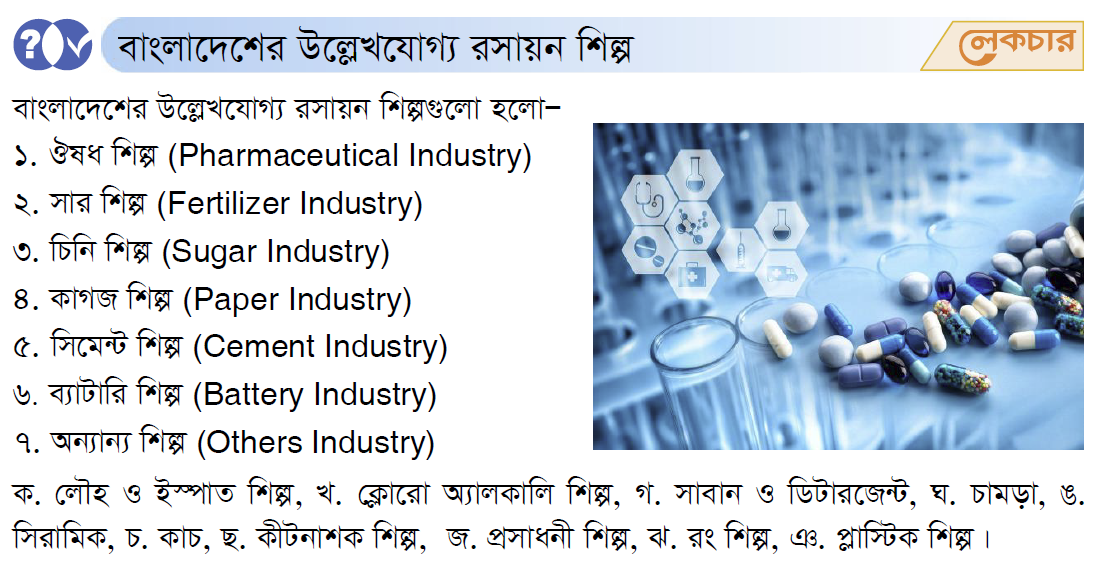 বাংলাদেশের উল্লেখযোগ্য রসায়ন শিল্প
লেকচার
বাংলাদেশের উল্লেখযোগ্য রসায়ন শিল্পগুলো হলো–
১. ঔষধ শিল্প (Pharmaceutical Industry)
২. সার শিল্প (Fertilizer Industry)
৩. চিনি শিল্প (Sugar Industry)
৪. কাগজ শিল্প (Paper Industry)
৫. সিমেন্ট শিল্প (Cement Industry)
৬. ব্যাটারি শিল্প (Battery Industry)
৭. অন্যান্য শিল্প (Others Industry)
ক. লৌহ ও ইস্পাত শিল্প, খ. ক্লোরো অ্যালকালি শিল্প, গ. সাবান ও ডিটারজেন্ট, ঘ. চামড়া, ঙ.
সিরামিক, চ. কাচ, ছ. কীটনাশক শিল্প, জ. প্রসাধনী শিল্প, ঝ. রং শিল্প, ঞ. প্লাস্টিক শিল্প।